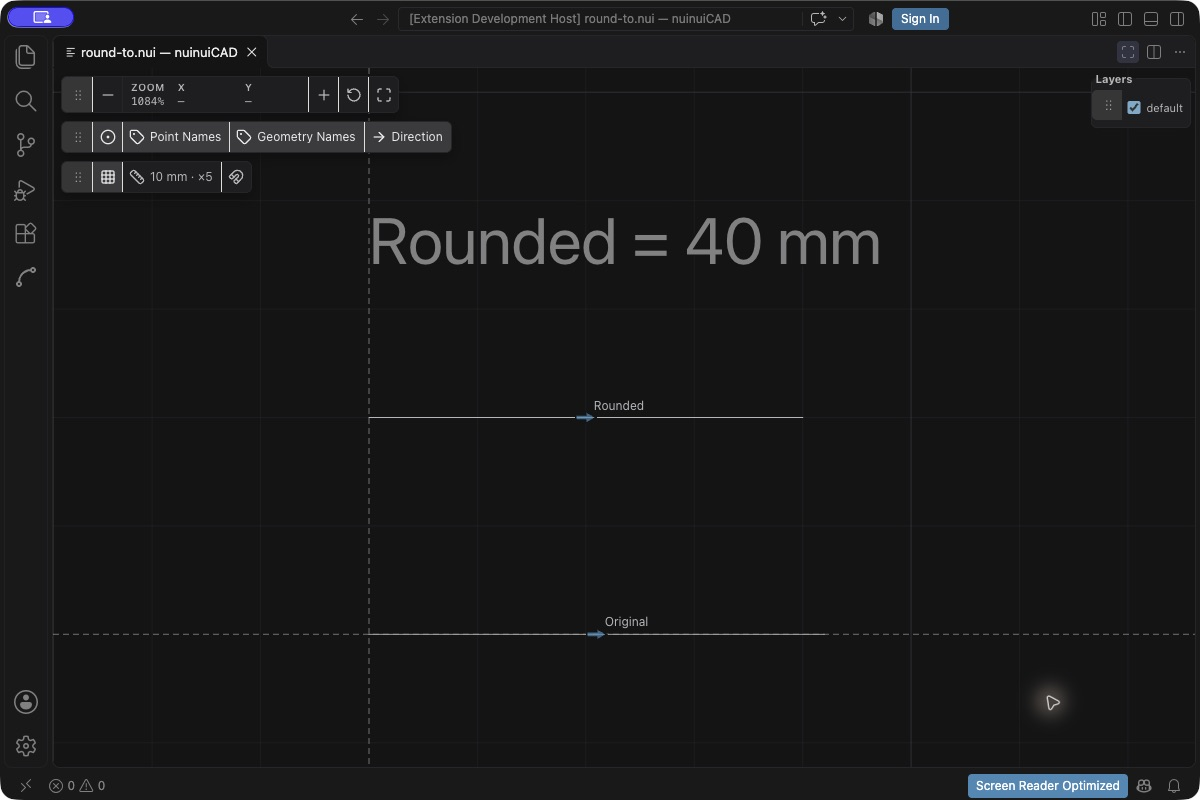 [Extension Development Host] round-to.nui — nuinuiCAD
Sign In
round-to.nui — nuinuiCAD
ZOOM X Y
1084% – –
Point Names Geometry Names Direction
10 mm · ×5
Layers
default
Rounded = 40 mm
Rounded
Original
0 0
Screen Reader Optimized